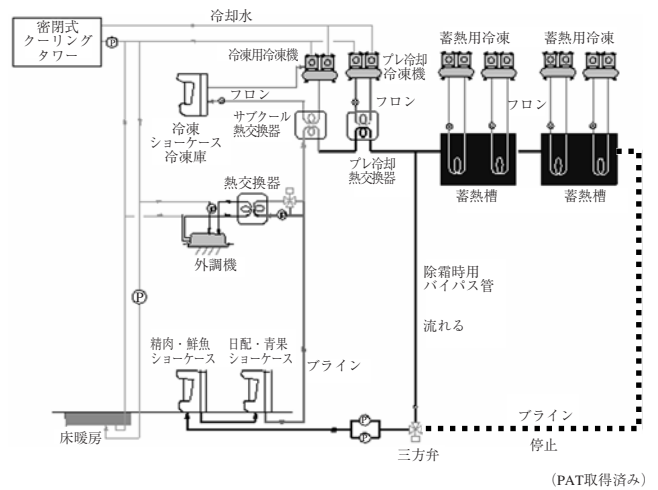 冷却水
密閉式
クーリング
タワー
P
冷凍用冷凍機
プレ冷却
冷凍機
蓄熱用冷凍
蓄熱用冷凍
フロン
フロン
フロン
冷凍
ショーケース
冷凍庫
サブクール
熱交換器
プレ冷却
熱交換器
蓄熱槽
蓄熱槽
熱交換器
P
P
外調機
除霜時用
バイパス管
流れる
P
精肉・鮮魚
ショーケース
日配・青果
ショーケース
ブライン
床暖房
P
P
三方弁
ブライン
停止
(PAT取得済み)